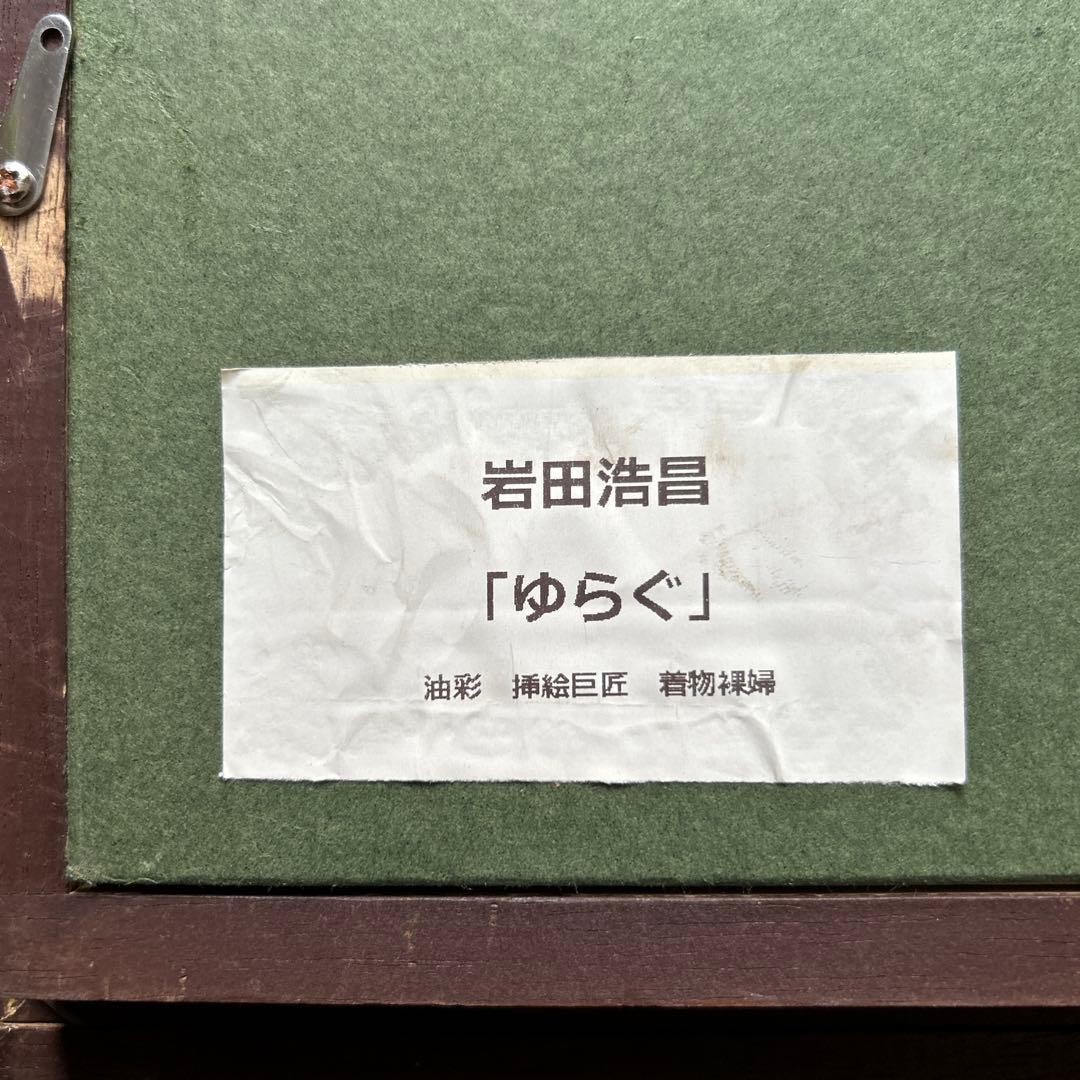 岩田浩昌
「ゆらぐ」
油彩　挿絵巨匠　着物裸婦